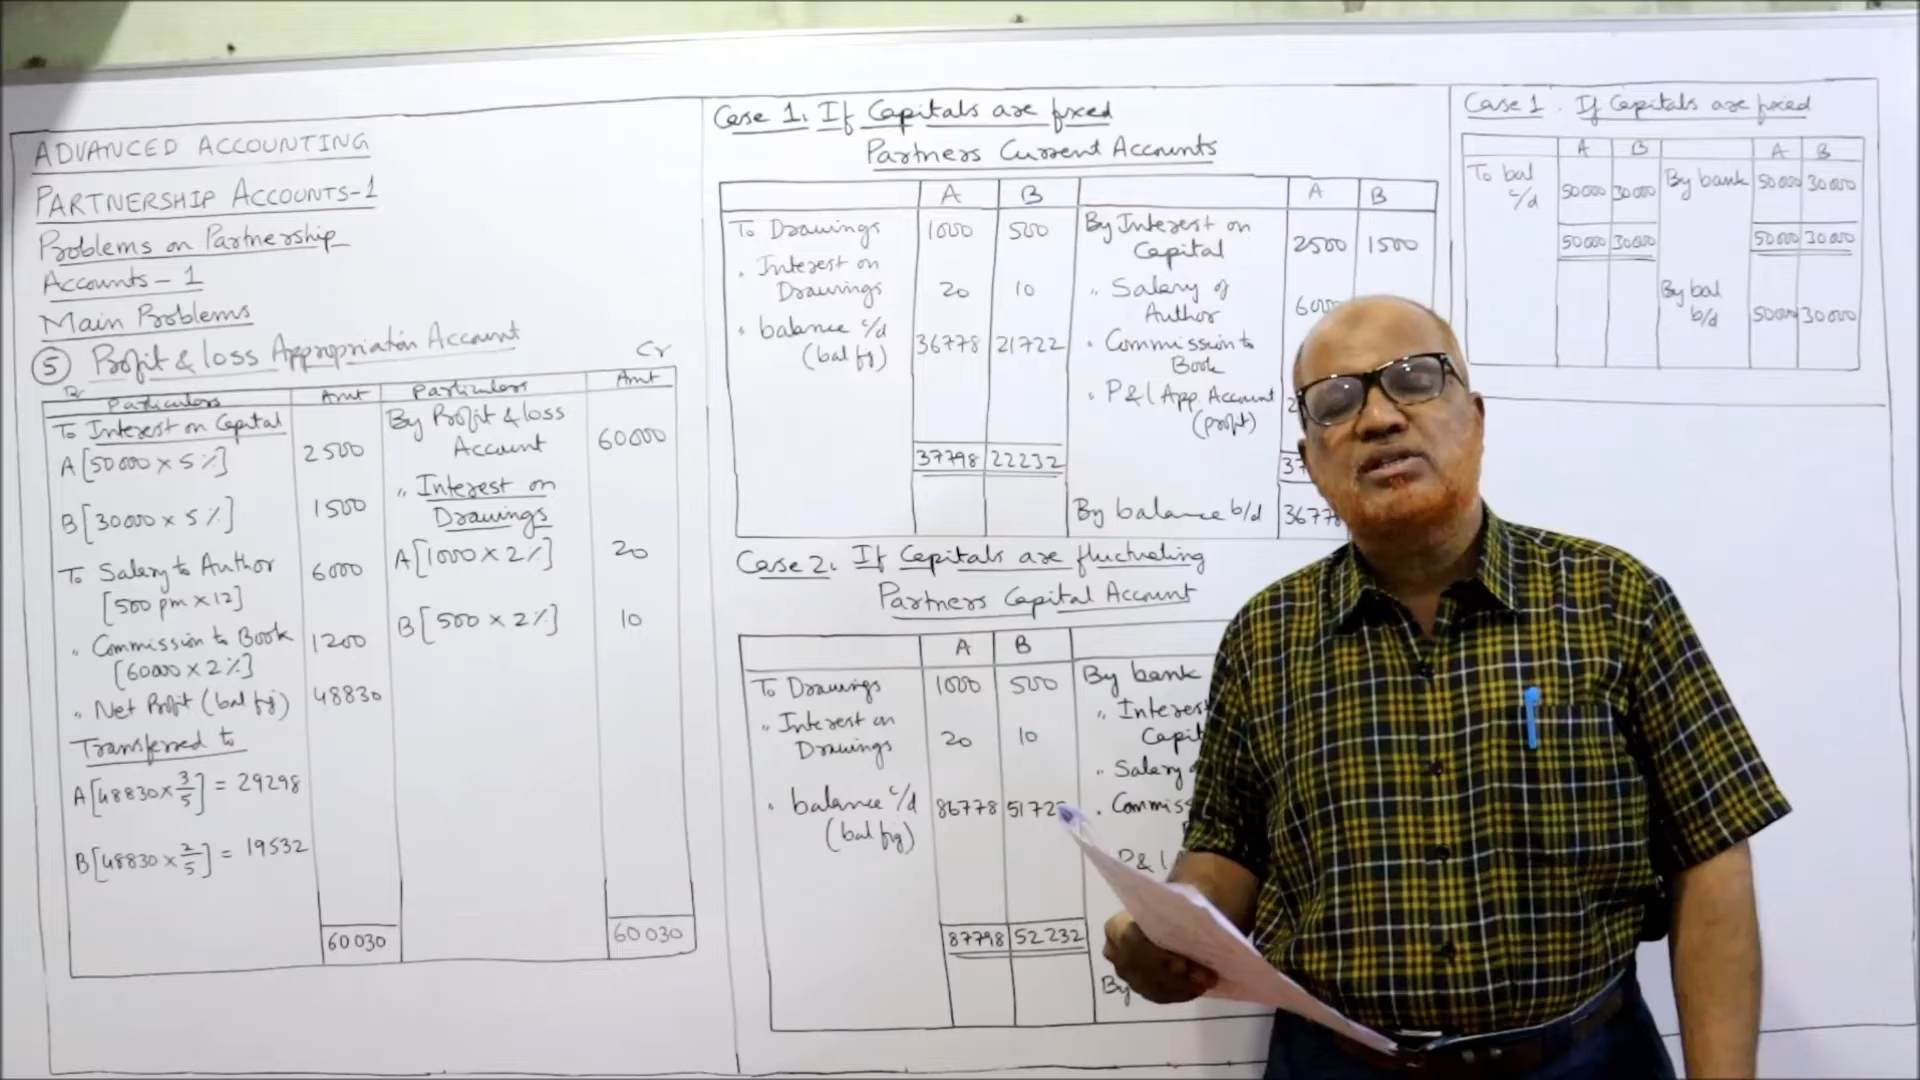 ADVANCED ACCOUNTING
PARTNERSHIP ACCOUNTS-1
Problems on Partnership
Accounts - 1
Main Problems
5 Profit & loss Appropriation Account
Dr Cr
Particulars Amt Particulars Amt
To Interest on Capital By Profit & loss
Account 60000
A [50000 x 5%] 2500
B [30000 x 5%] 1500
" Interest on
Drawings
To Salary to Author 6000 A [1000 x 2%] 20
[500 pm x 12]
" Commission to Book 1200 B [500 x 2%] 10
[60000 x 2%]
" Net Profit (bal fig) 48830
Transferred to
A [48830 x 3/5] = 29298
B [48830 x 2/5] = 19532
60030 60030
Case 1. If Capitals are fixed
Partners Current Accounts
A B A B
To Drawings 1000 500 By Interest on
Capital 2500 1500
" Interest on
Drawings 20 10 " Salary of
Author 6000
" balance c/d 36778 21722 " Commission to
(bal fig) Book
" P & l App. Account
(profit)
37798 22232 37
By balance b/d 36778
Case 2. If Capitals are fluctuating
Partners Capital Account
A B
To Drawings 1000 500 By bank
" Interest on
Drawings 20 10 " Interest
" Salary
" balance c/d 86778 5172
(bal fig)
P & l
87798 52232
By
Case 1. If Capitals are fixed
A B A B
To bal
c/d 50000 30000 By bank 50000 30000
50000 30000 50000 30000
By bal
b/d 50000 30000